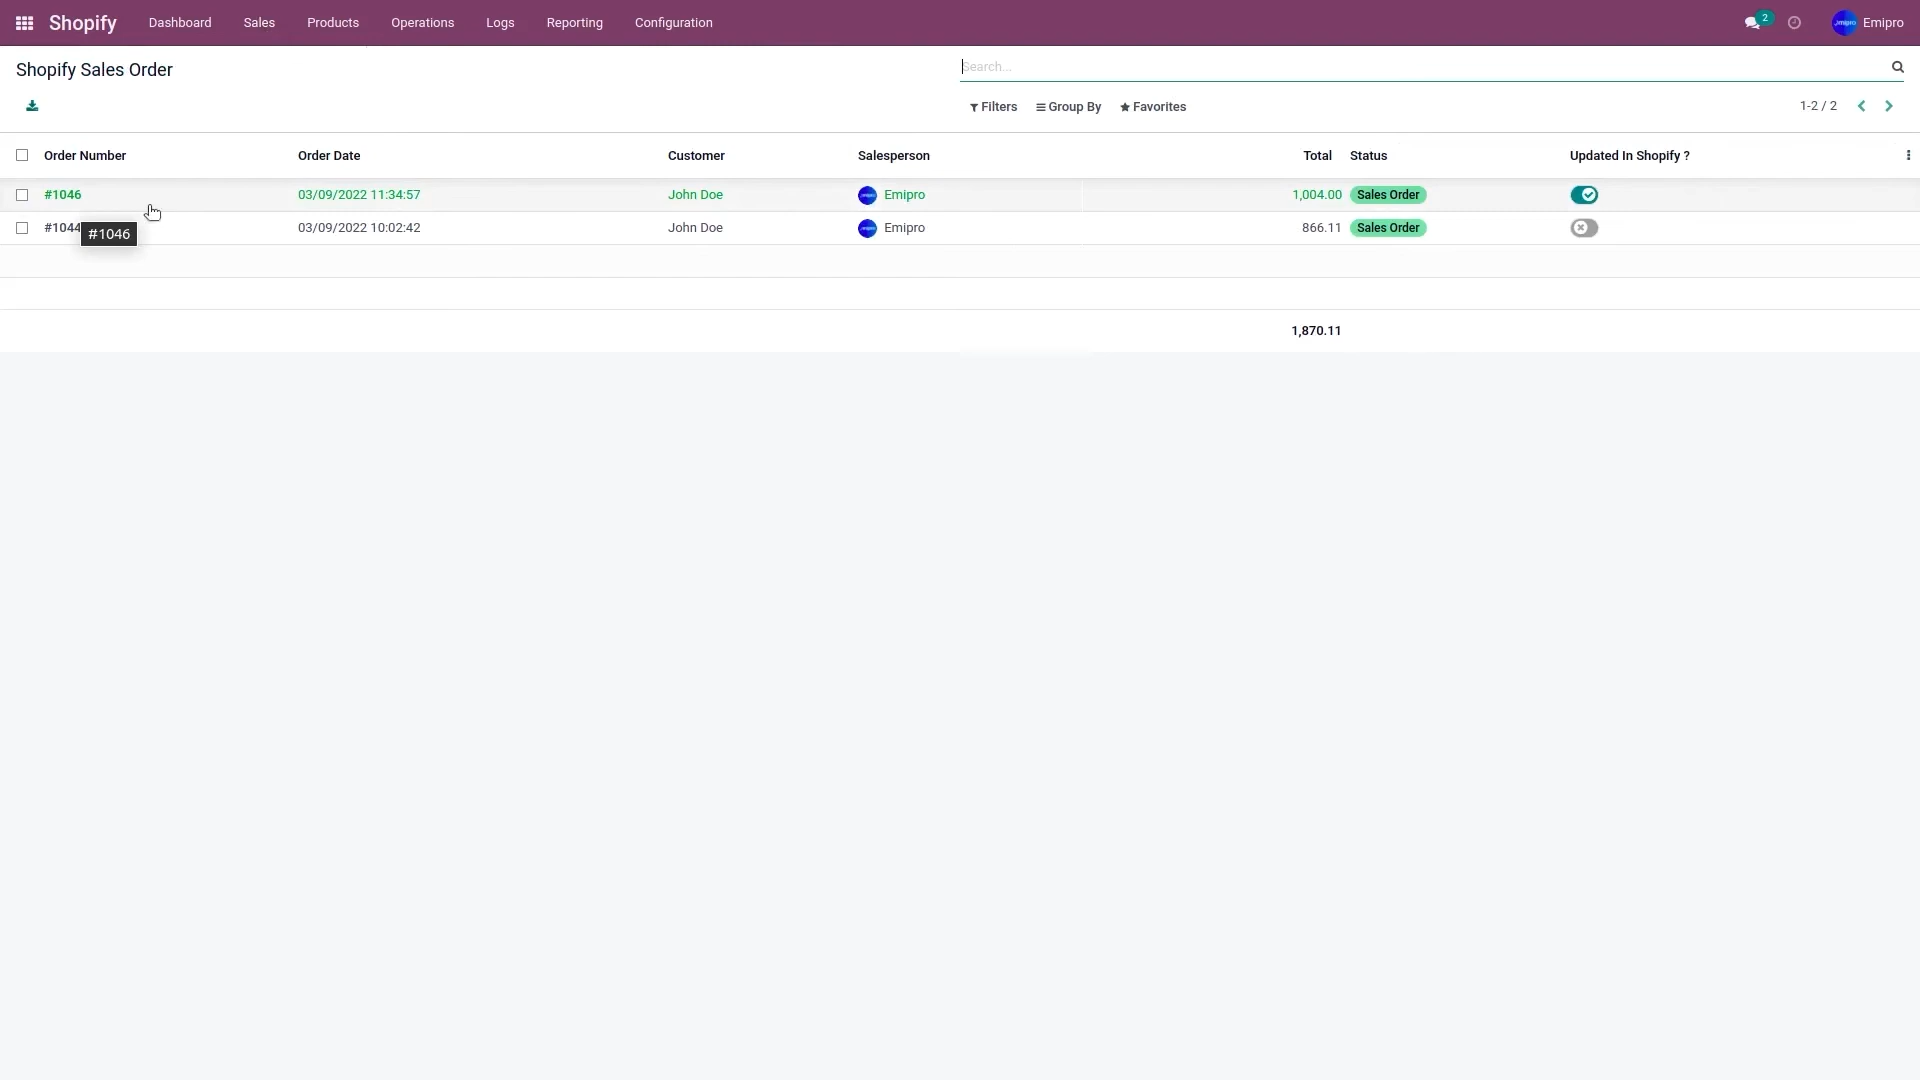 Shopify Dashboard Sales Products Operations Logs Reporting Configuration 2 Emipro
Shopify Sales Order Search...
Filters Group By Favorites 1-2 / 2
Order Number Order Date Customer Salesperson Total Status Updated In Shopify ?
#1046 03/09/2022 11:34:57 John Doe Emipro 1,004.00 Sales Order
#1044 03/09/2022 10:02:42 John Doe Emipro 866.11 Sales Order
#1046
1,870.11